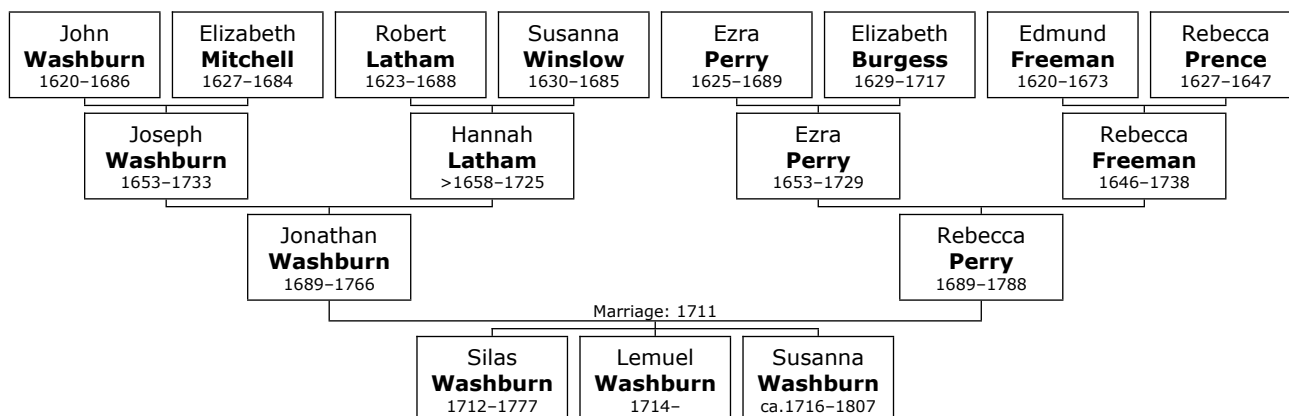 John
Washburn
1620–1686
Elizabeth
Mitchell
1627–1684
Robert
Latham
1623–1688
Susanna
Winslow
1630–1685
Ezra
Perry
1625–1689
Elizabeth
Burgess
1629–1717
Edmund
Freeman
1620–1673
Rebecca
Prence
1627–1647
Joseph
Washburn
1653–1733
Hannah
Latham
>1658–1725
Ezra
Perry
1653–1729
Rebecca
Freeman
1646–1738
Jonathan
Washburn
1689–1766
Rebecca
Perry
1689–1788
Marriage: 1711
Silas
Washburn
1712–1777
Lemuel
Washburn
1714–
Susanna
Washburn
ca.1716–1807